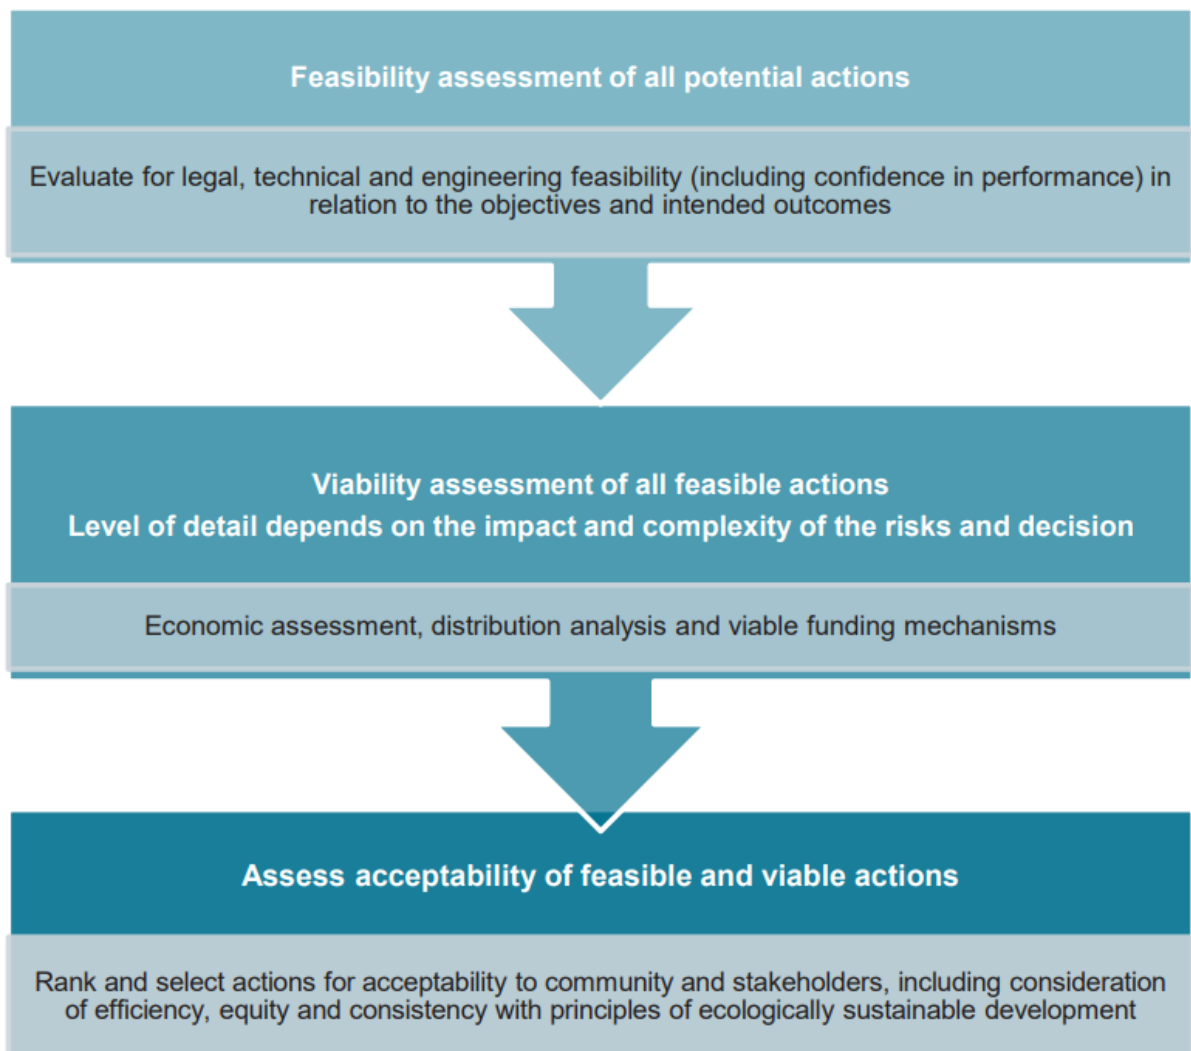 Feasibility assessment of all potential actions
Evaluate for legal, technical and engineering feasibility (including confidence in performance) in
relation to the objectives and intended outcomes
Viability assessment of all feasible actions
Level of detail depends on the impact and complexity of the risks and decision
Economic assessment, distribution analysis and viable funding mechanisms
Assess acceptability of feasible and viable actions
Rank and select actions for acceptability to community and stakeholders, including consideration
of efficiency, equity and consistency with principles of ecologically sustainable development